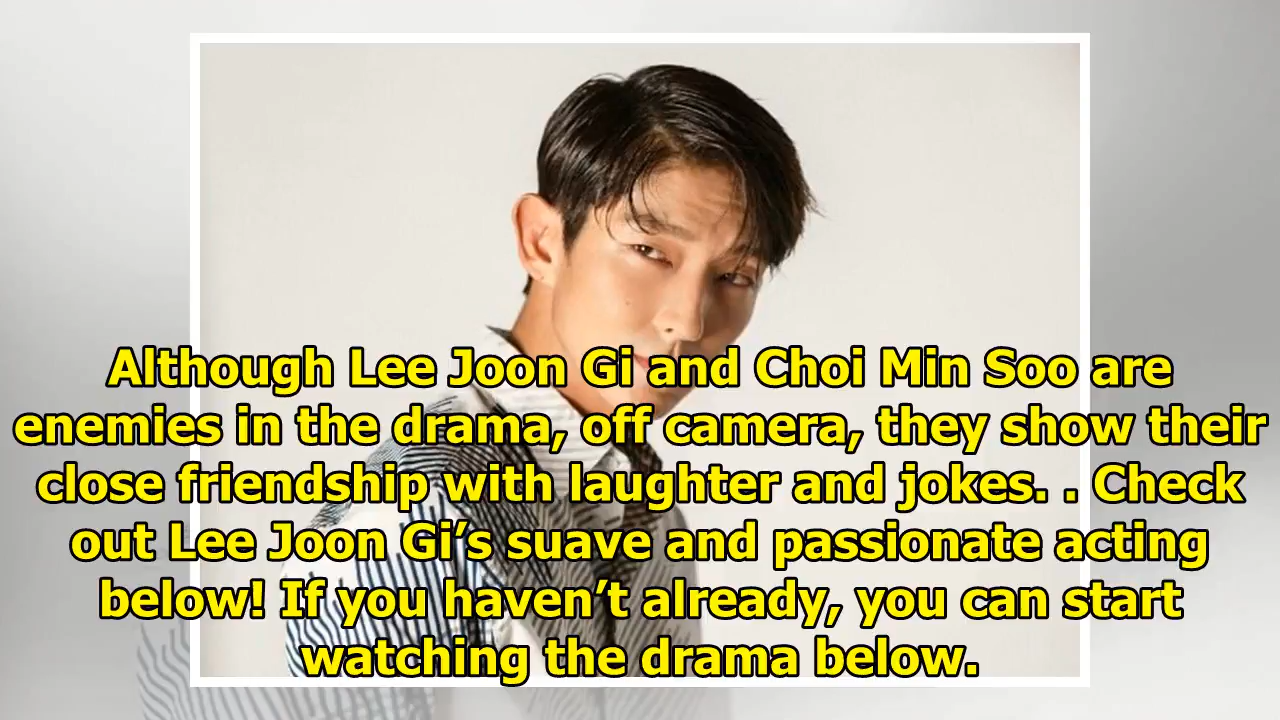 Although Lee Joon Gi and Choi Min Soo are
enemies in the drama, off camera, they show their
close friendship with laughter and jokes. . Check
out Lee Joon Gi’s suave and passionate acting
below! If you haven’t already, you can start
watching the drama below.